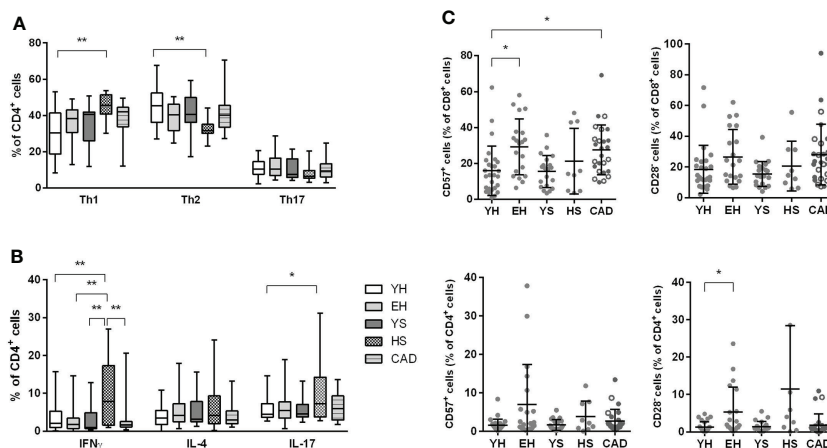 A
% of CD4+ cells
80
60
40
20
0
**
**
Th1
Th2
Th17
B
% of CD4+ cells
40
30
20
10
0
**
**
**
**
*
IFNγ
IL-4
IL-17
YH
EH
YS
HS
CAD
C
CD57+ (% of CD8+ cells)
80
60
40
20
0
*
*
YH EH YS HS CAD
CD28- (% of CD8+ cells)
100
80
60
40
20
0
YH EH YS HS CAD
CD57+ cells (% of CD4+ cells)
40
30
20
10
0
YH EH YS HS CAD
CD28- cells (% of CD4+ cells)
40
30
20
10
0
*
YH EH YS HS CAD